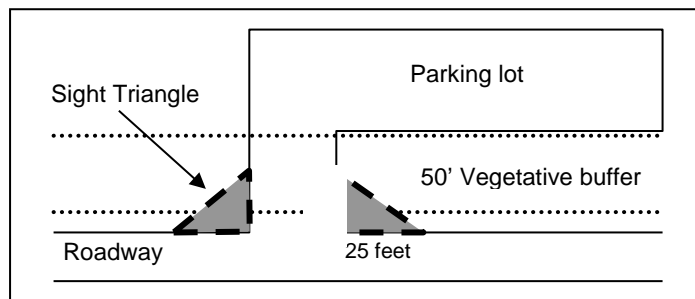 Parking lot
Sight Triangle
50' Vegetative buffer
Roadway
25 feet